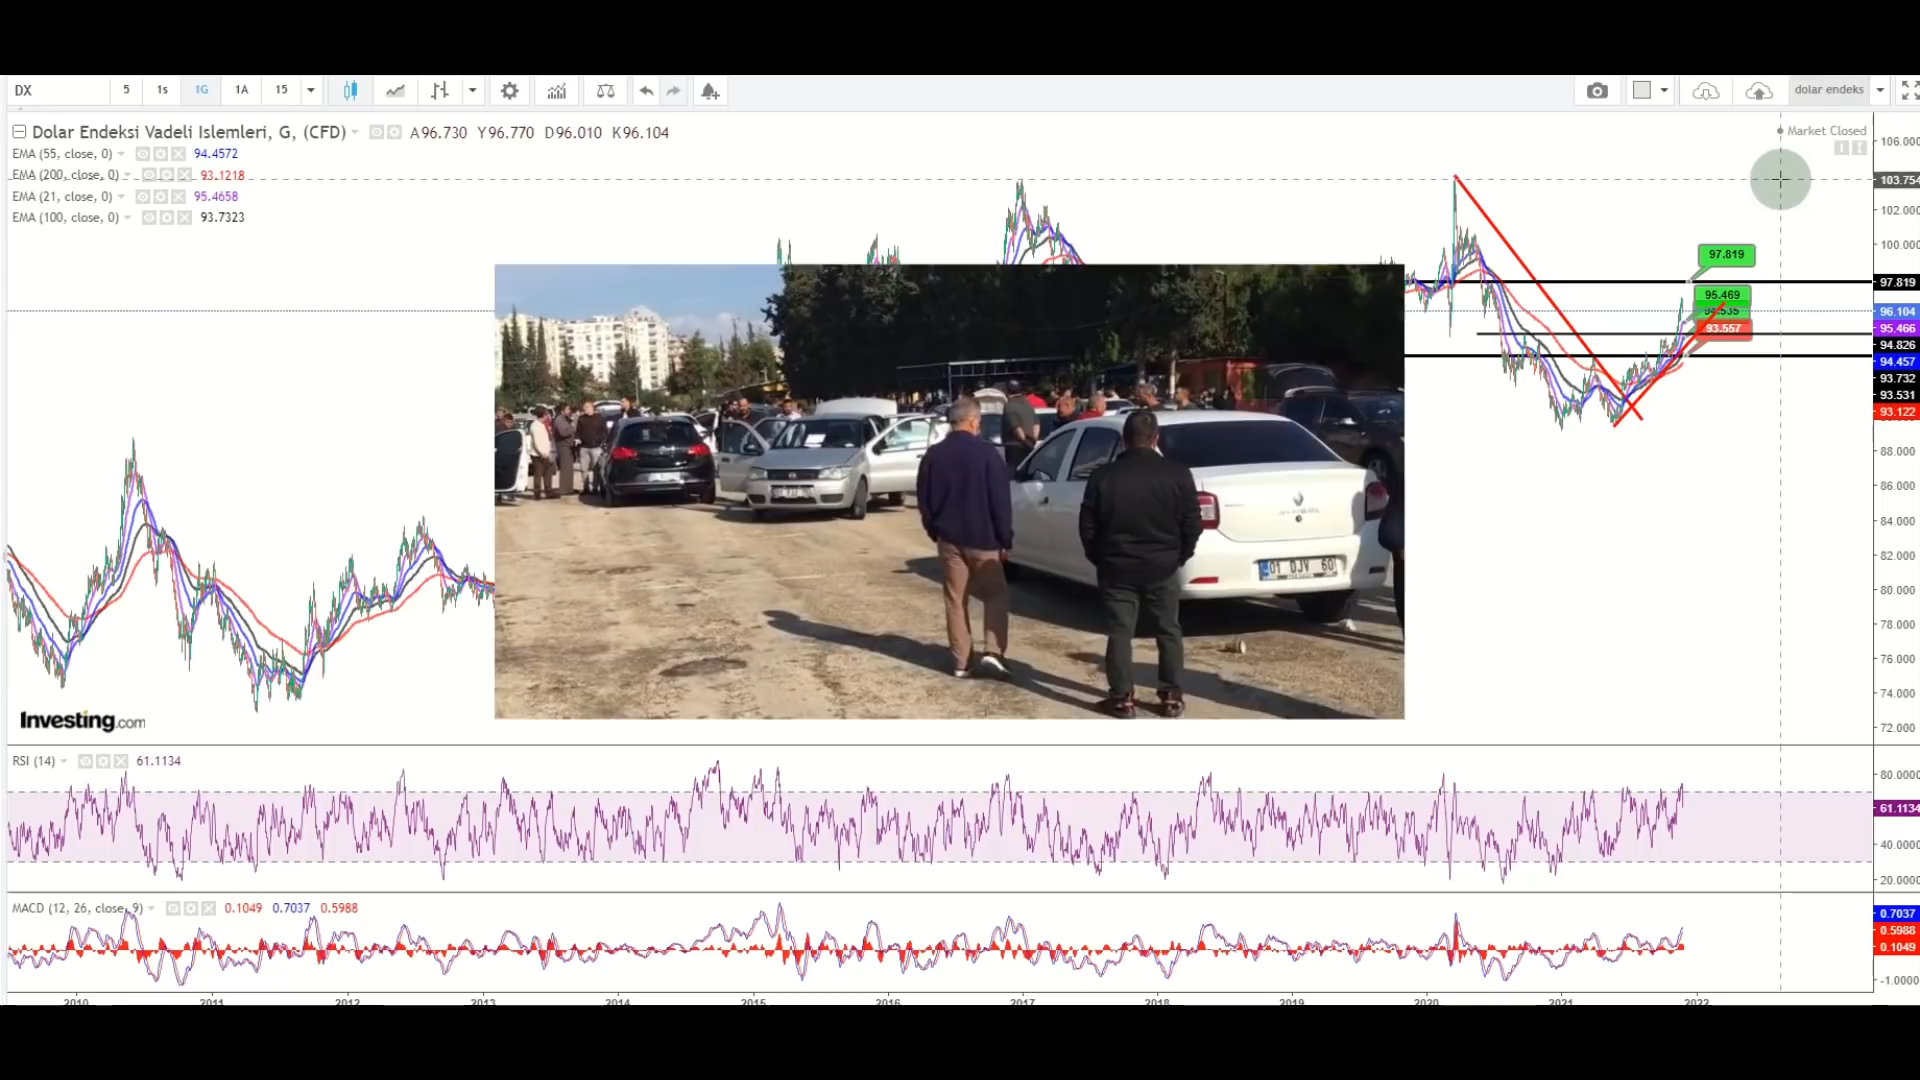 DX 5 1s 1G 1A 15 dolar endeks
Dolar Endeksi Vadeli Islemleri, G, (CFD) A96.730 Y96.770 D96.010 K96.104
Market Closed
EMA (55, close, 0) 94.4572
EMA (200, close, 0) 93.1218
EMA (21, close, 0) 95.4658
EMA (100, close, 0) 93.7323
106.000
103.754
102.000
100.000
97.819
97.819
95.469
94.535
93.557
96.104
95.466
94.826
94.457
93.732
93.531
93.122
88.000
86.000
84.000
82.000
80.000
78.000
76.000
74.000
72.000
01 DJV 60
Investing.com
RSI (14) 61.1134
80.0000
61.1134
40.0000
20.0000
MACD (12, 26, close, 9) 0.1049 0.7037 0.5988
0.7037
0.5988
0.1049
-1.0000
2010 2011 2012 2013 2014 2015 2016 2017 2018 2019 2020 2021 2022